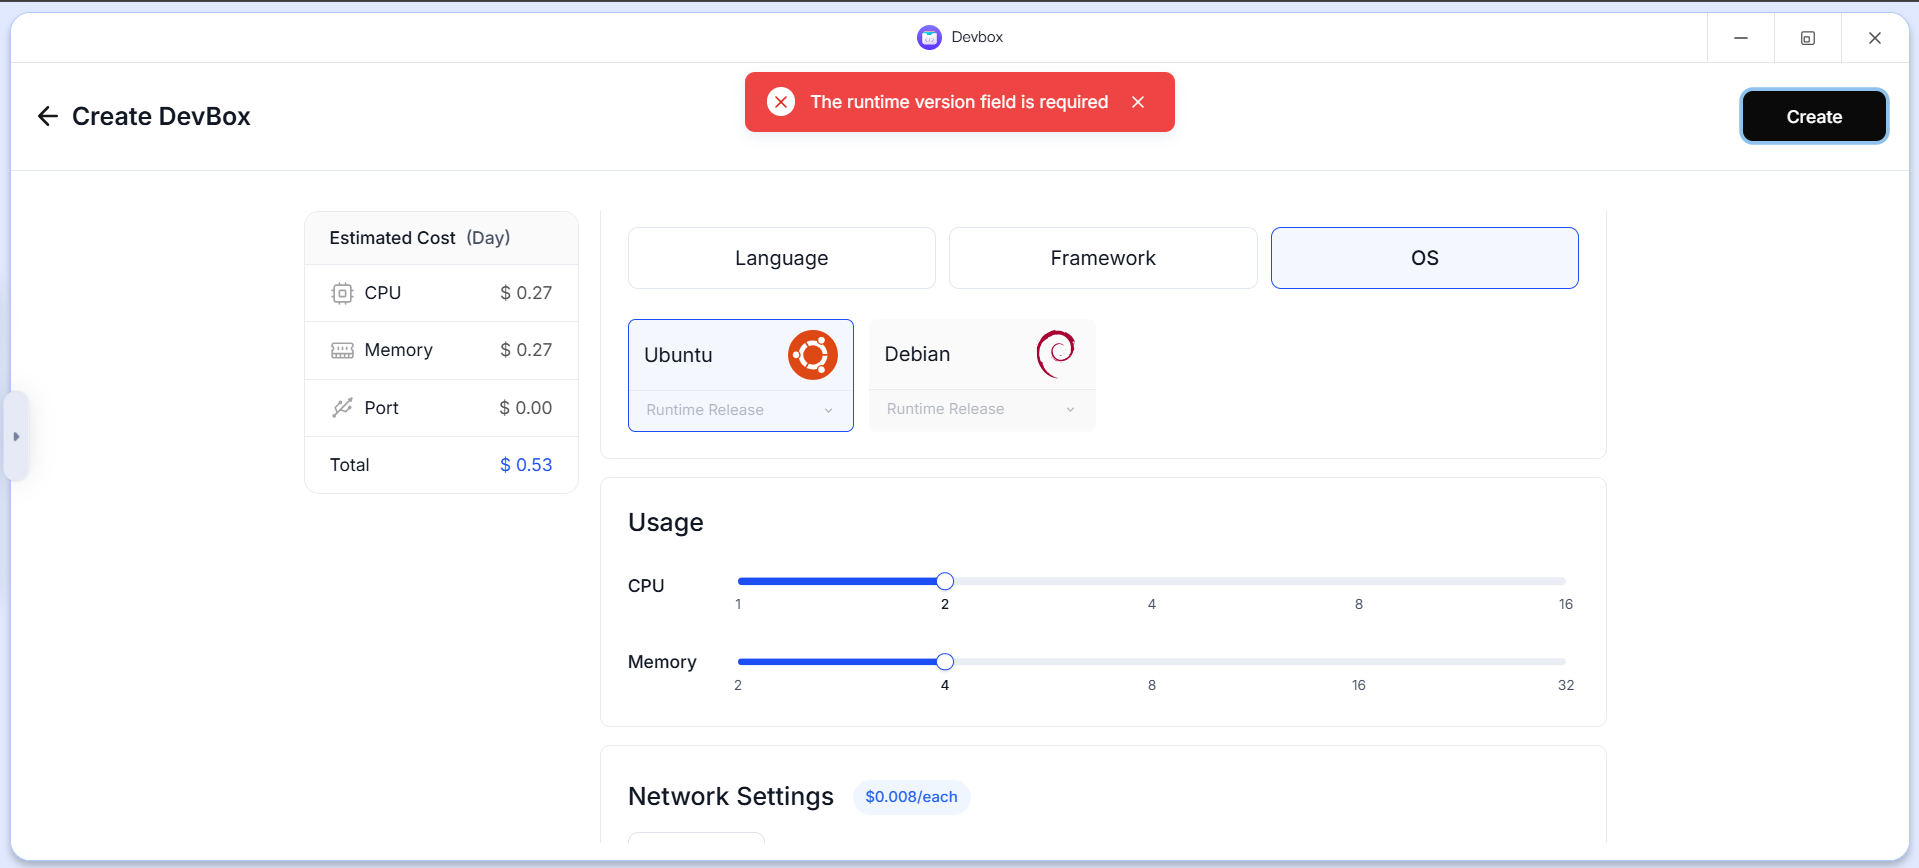 Devbox
The runtime version field is required
Create DevBox
Create
Estimated Cost (Day)
CPU $ 0.27
Memory $ 0.27
Port $ 0.00
Total $ 0.53
Language Framework OS
Ubuntu Debian
Runtime Release Runtime Release
Usage
CPU
1 2 4 8 16
Memory
2 4 8 16 32
Network Settings $0.008/each